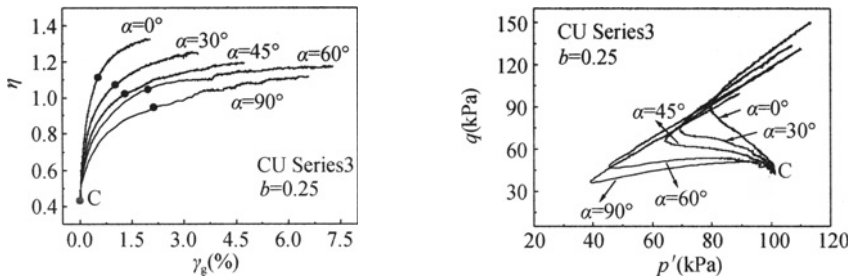 1.4
1.2
1.0
0.8
0.6
0.4
η
α=0°
α=30°
α=45°
α=60°
α=90°
CU Series3
b=0.25
C
0.0 1.5 3.0 4.5 6.0 7.5
γg(%)
150
120
90
60
30
q(kPa)
CU Series3
b=0.25
α=45°
α=0°
α=30°
C
α=60°
α=90°
20 40 60 80 100 120
p'(kPa)